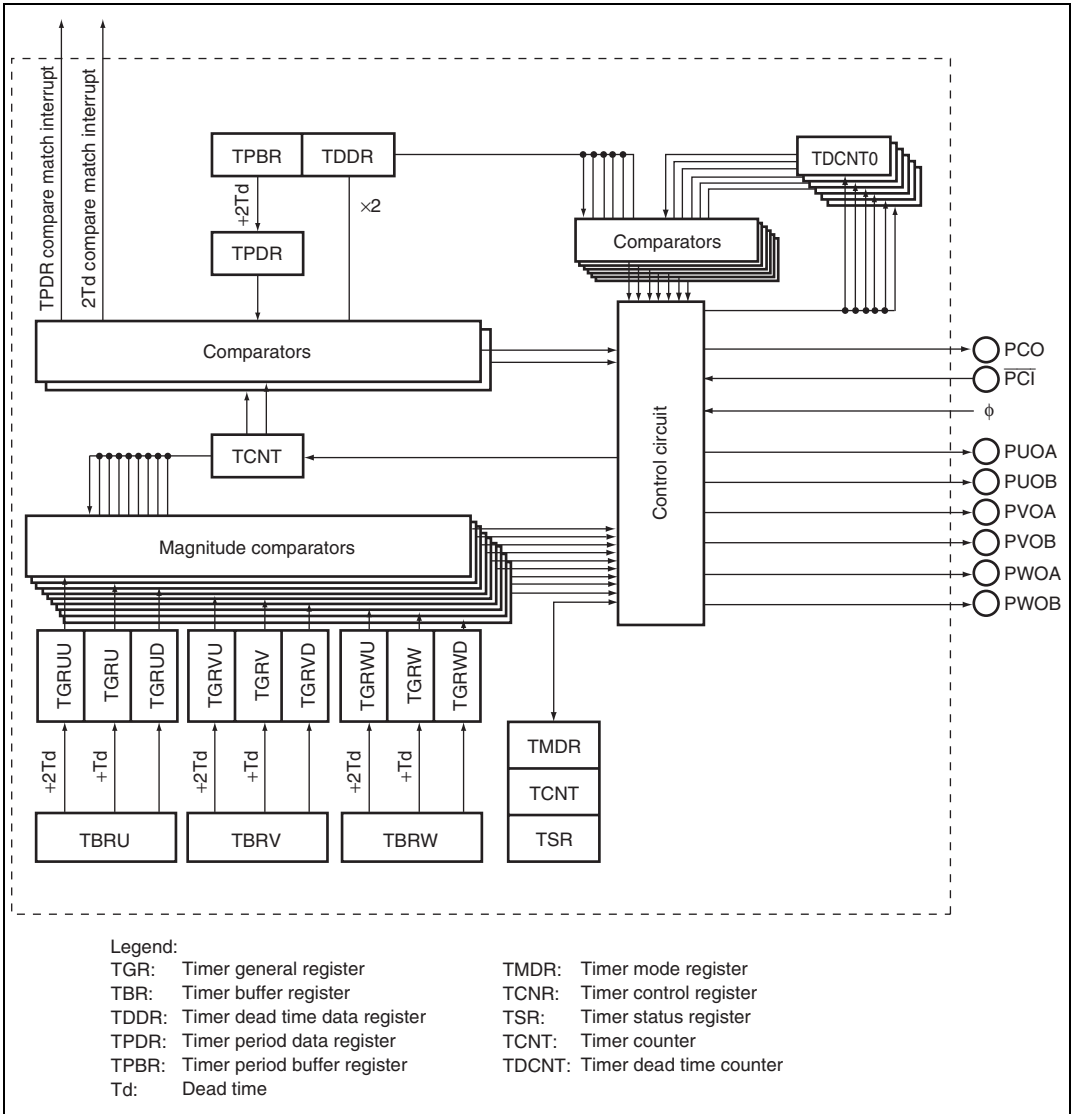 TPDR compare match interrupt
2Td compare match interrupt
TPBR
TDDR
TDCNT0
+2Td
×2
TPDR
Comparators
Comparators
PCO
PCI
ϕ
TCNT
Control circuit
PUOA
PUOB
PVOA
PVOB
PWOA
PWOB
Magnitude comparators
TGRUU
TGRU
TGRUD
TGRVU
TGRV
TGRVD
TGRWU
TGRW
TGRWD
+2Td
+Td
+2Td
+Td
+2Td
+Td
TBRU
TBRV
TBRW
TMDR
TCNT
TSR
Legend:
TGR: Timer general register
TBR: Timer buffer register
TDDR: Timer dead time data register
TPDR: Timer period data register
TPBR: Timer period buffer register
Td: Dead time
TMDR: Timer mode register
TCNR: Timer control register
TSR: Timer status register
TCNT: Timer counter
TDCNT: Timer dead time counter